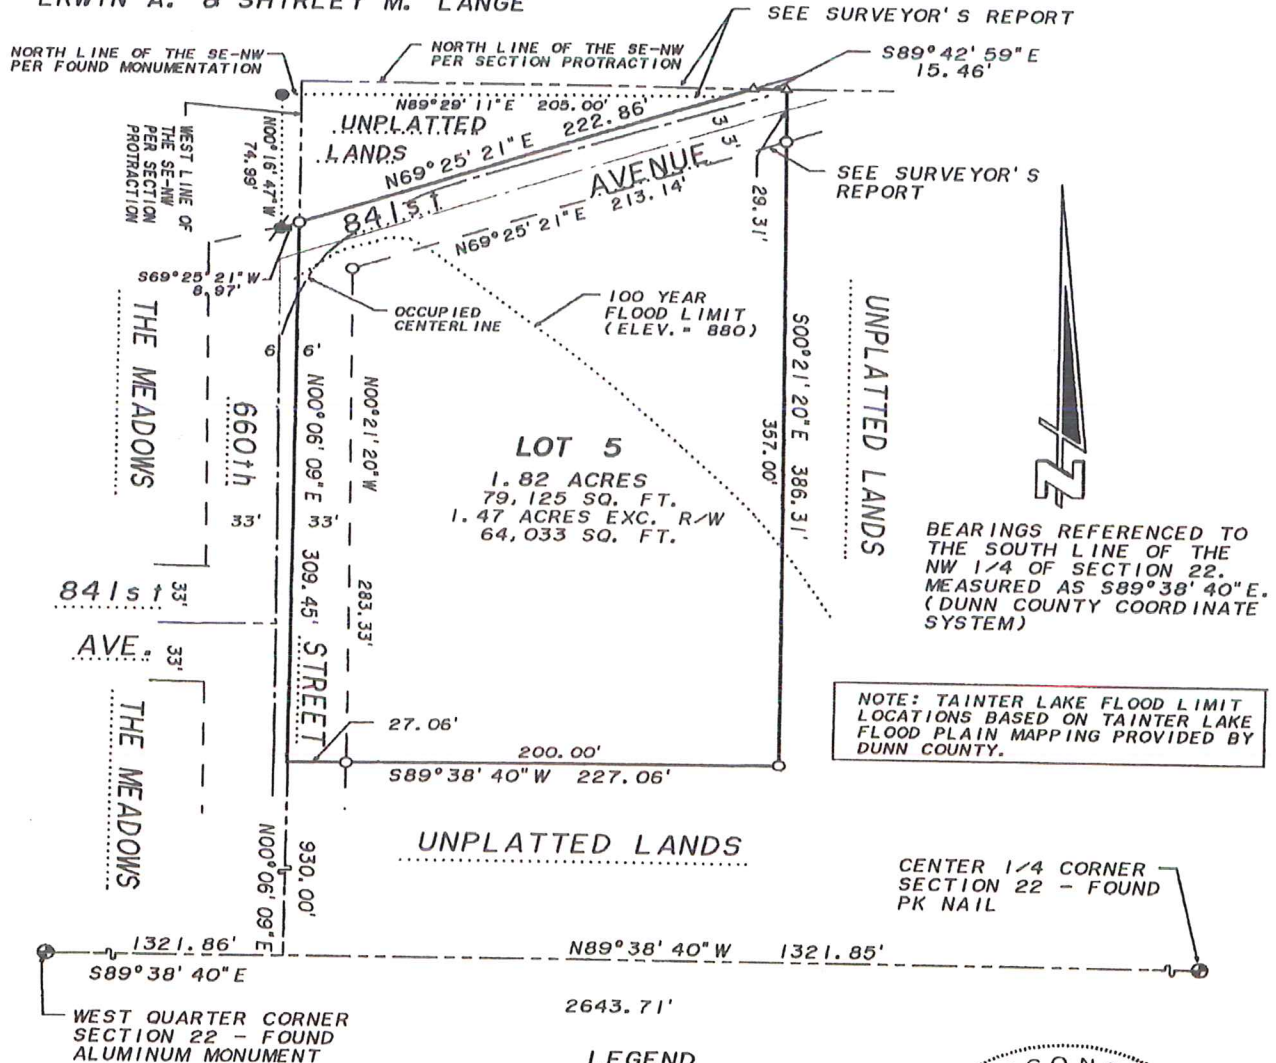 ERWIN A. & SHIRLEY M. LANGE
SEE SURVEYOR'S REPORT
NORTH LINE OF THE SE-NW
PER FOUND MONUMENTATION
NORTH LINE OF THE SE-NW
PER SECTION PROTRACTION
S89°42'59"E
15.46'
N89°29'11"E 205.00'
UNPLATTED
LANDS
N69°25'21"E 222.86'
33'
841st AVENUE
N69°25'21"E 213.14'
29.31'
SEE SURVEYOR'S
REPORT
WEST LINE OF
THE SE-NW
PER SECTION
PROTRACTION
N00°16'47"W
74.99'
S69°25'21"W
8.97'
OCCUPIED
CENTERLINE
100 YEAR
FLOOD LIMIT
(ELEV.= 880)
THE MEADOWS
660th STREET
6' 6'
33' 33'
N00°06'09"E 309.45'
N00°21'20"W
283.33'
LOT 5
1.82 ACRES
79,125 SQ. FT.
1.47 ACRES EXC. R/W
64,033 SQ. FT.
S00°21'20"E 386.31'
357.00'
UNPLATTED LANDS
BEARINGS REFERENCED TO
THE SOUTH LINE OF THE
NW 1/4 OF SECTION 22.
MEASURED AS S89°38'40"E.
(DUNN COUNTY COORDINATE
SYSTEM)
N
841st
AVE.
33'
33'
THE MEADOWS
27.06'
200.00'
S89°38'40"W 227.06'
NOTE: TAINTER LAKE FLOOD LIMIT
LOCATIONS BASED ON TAINTER LAKE
FLOOD PLAIN MAPPING PROVIDED BY
DUNN COUNTY.
UNPLATTED LANDS
N00°06'09"E
930.00'
CENTER 1/4 CORNER
SECTION 22 - FOUND
PK NAIL
1321.86'
S89°38'40"E
N89°38'40"W 1321.85'
2643.71'
WEST QUARTER CORNER
SECTION 22 - FOUND
ALUMINUM MONUMENT
LEGEND
CON